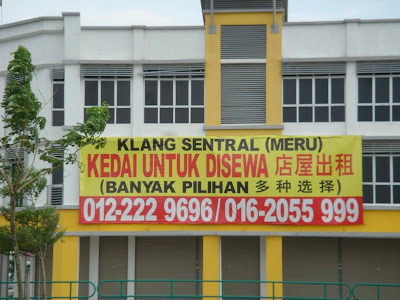 KLANG SENTRAL (MERU)
KEDAI UNTUK DISEWA 店屋出租
(BANYAK PILIHAN 多种选择)
012-222 9696/016-2055 999